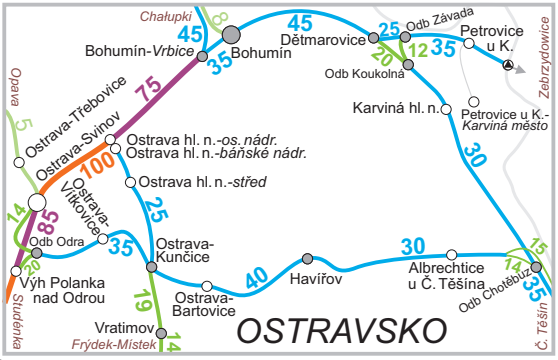 Chałupki
8
45
45
Bohumín-Vrbice
Bohumín
35
Dětmarovice
25
Odb Závada
20
12
35
Petrovice
u K.
Odb Koukolná
Zebrzydowice
Petrovice u K.-
Karviná město
Karviná hl. n.
30
75
Opava
5
Ostrava-Třebovice
Ostrava-Svinov
100
Ostrava hl. n.-os. nádr.
Ostrava hl. n.-báňské nádr.
Ostrava hl. n.-střed
25
14
85
Odb Odra
20
Ostrava-
Vítkovice
35
Ostrava-
Kunčice
Výh Polanka
nad Odrou
Studénka
19
Vratimov
14
Frýdek-Místek
Ostrava-
Bartovice
40
Havířov
30
Albrechtice
u Č. Těšína
15
14
Odb Chotěbuz
35
Č. Těšín
OSTRAVSKO